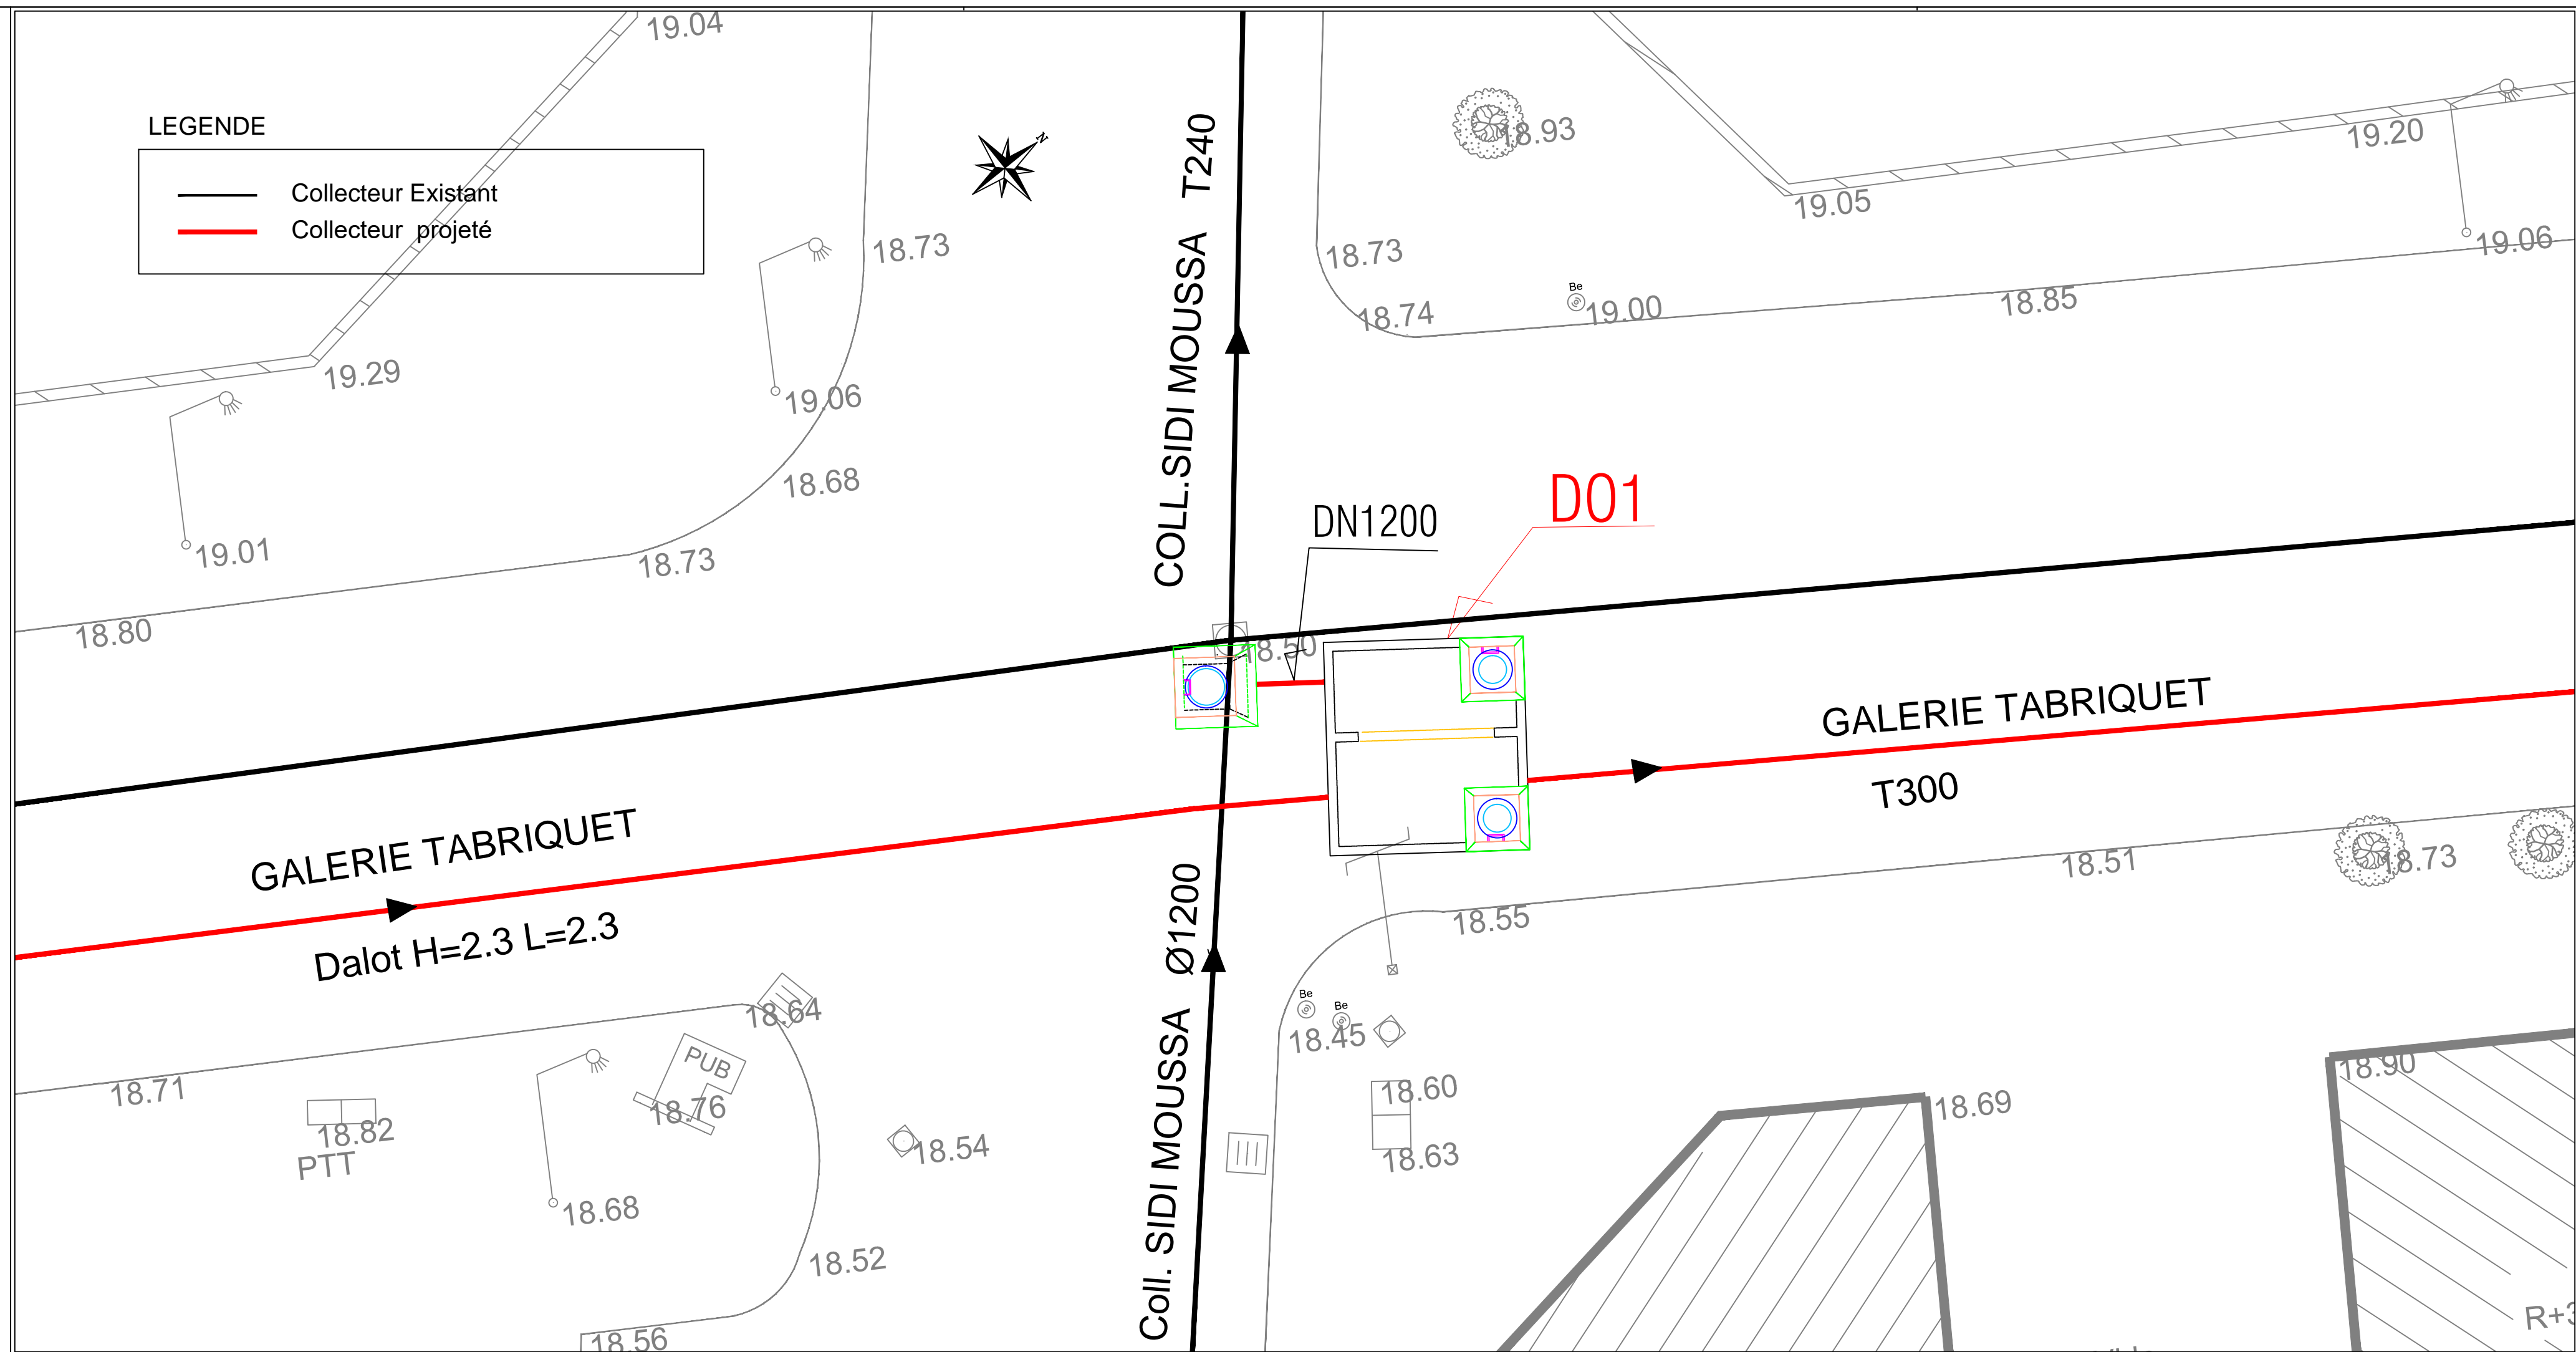 19.04
LEGENDE
Collecteur Existant
Collecteur projeté
N
COLL.SIDI MOUSSA T240
18.93
19.20
19.05
19.06
18.73
18.73
18.74
Be
19.00
18.85
19.29
19.06
18.68
19.01
18.73
18.80
DN1200
DO1
18.50
GALERIE TABRIQUET
T300
GALERIE TABRIQUET
Dalot H=2.3 L=2.3
Coll. SIDI MOUSSA Ø1200
18.51
18.73
18.55
18.64
Be
Be
18.45
PUB
18.76
18.71
18.82
PTT
18.54
18.60
18.63
18.69
18.90
18.68
18.52
18.56
R+3